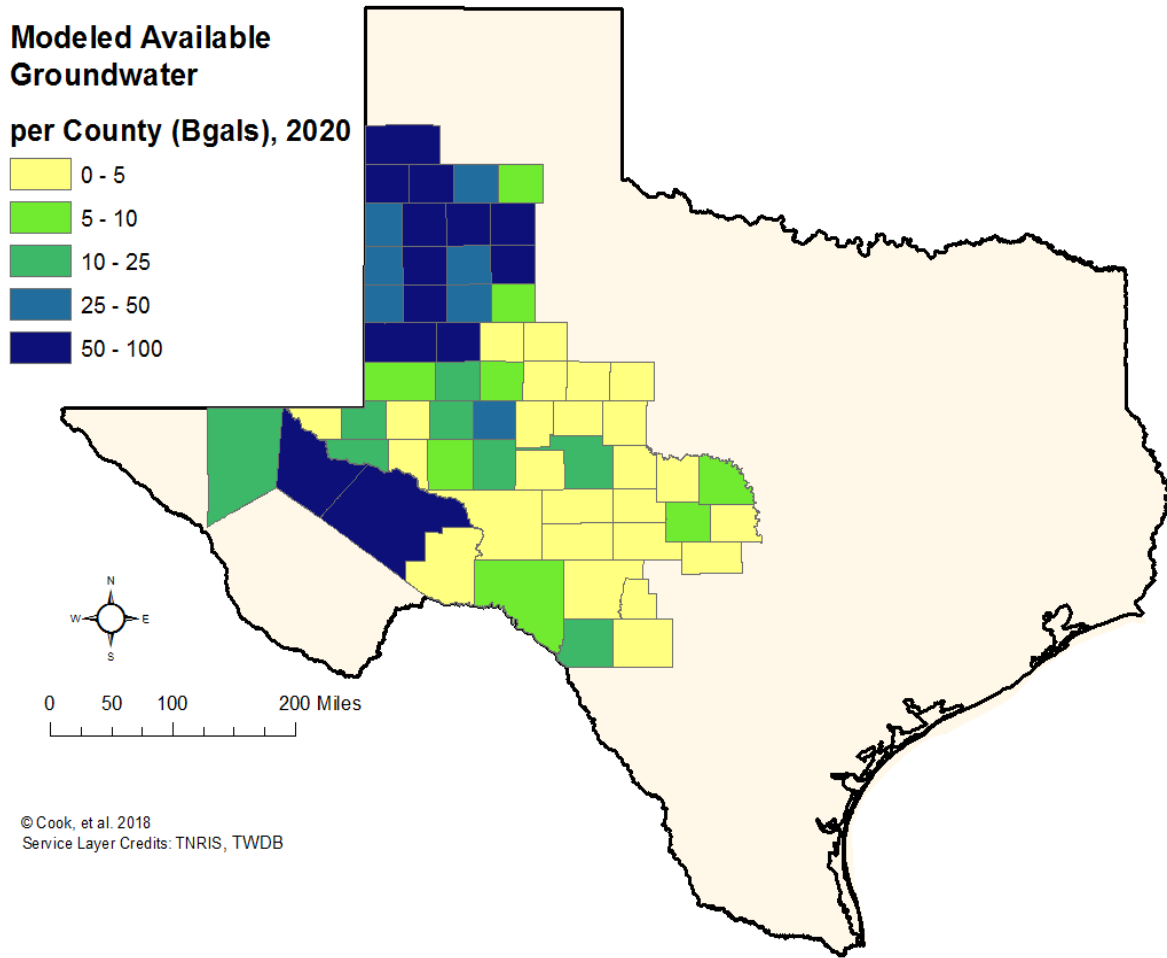 Modeled Available
Groundwater
per County (Bgals), 2020
0 - 5
5 - 10
10 - 25
25 - 50
50 - 100
N
W E
S
0 50 100 200 Miles
© Cook, et al. 2018
Service Layer Credits: TNRIS, TWDB